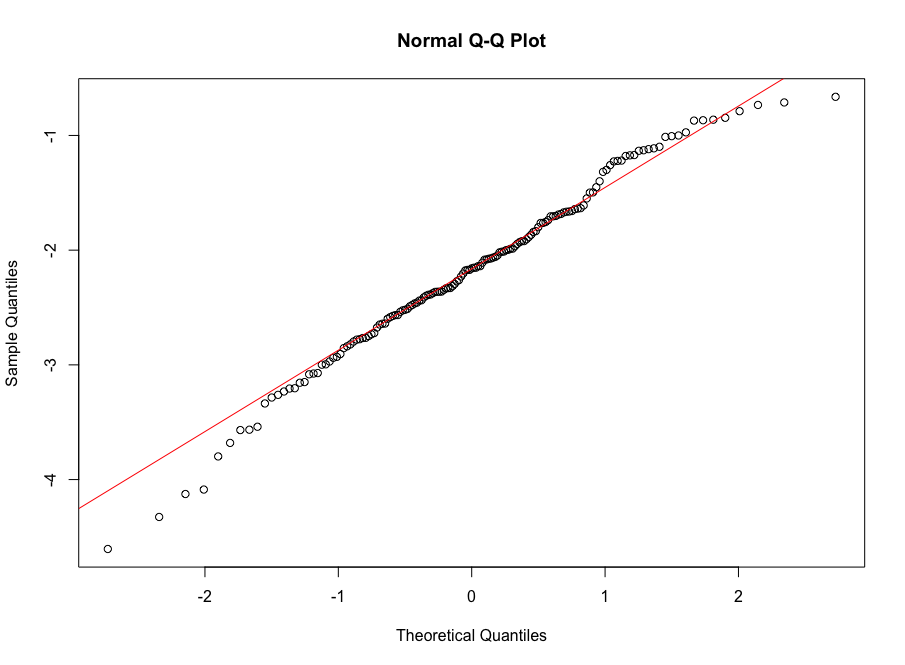 Normal Q-Q Plot
Sample Quantiles
-1
-2
-3
-4
-2 -1 0 1 2
Theoretical Quantiles